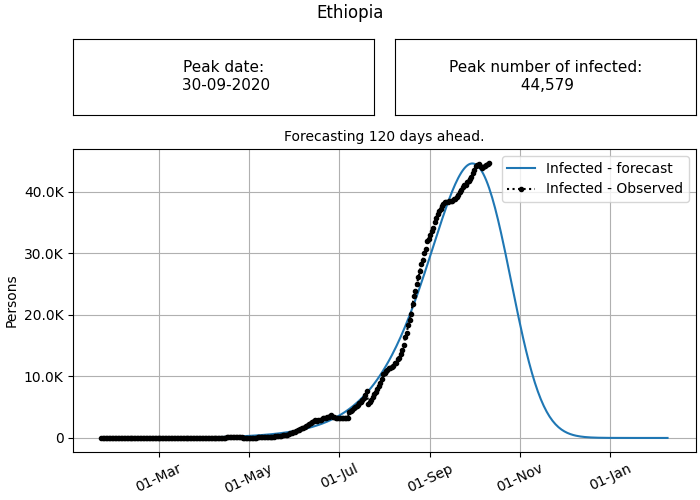 Ethiopia
Peak date:
30-09-2020
Peak number of infected:
44,579
Forecasting 120 days ahead.
Infected - forecast
Infected - Observed
Persons
40.0K
30.0K
20.0K
10.0K
0
01-Mar
01-May
01-Jul
01-Sep
01-Nov
01-Jan